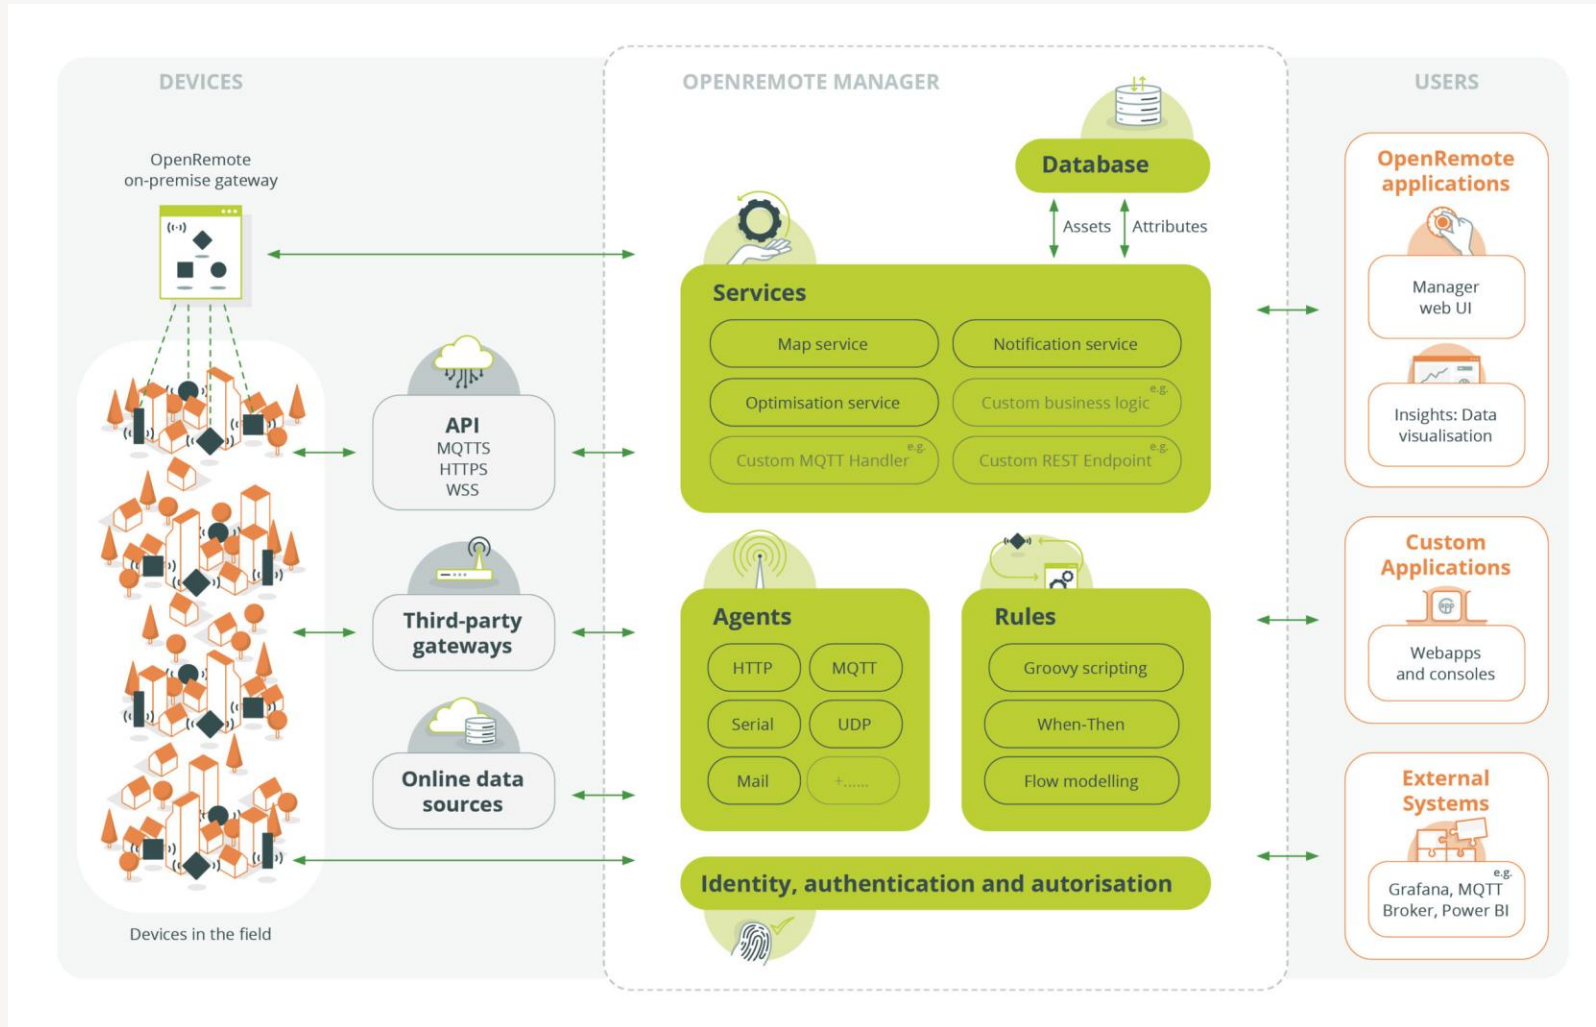 DEVICES
OpenRemote
on-premise gateway
Devices in the field
API
MQTTS
HTTPS
WSS
Third-party
gateways
Online data
sources
OPENREMOTE MANAGER
Database
Assets
Attributes
Services
Map service
Notification service
Optimisation service
e.g.
Custom business logic
e.g.
Custom MQTT Handler
e.g.
Custom REST Endpoint
Agents
HTTP
MQTT
Serial
UDP
Mail
+......
Rules
Groovy scripting
When-Then
Flow modelling
Identity, authentication and autorisation
USERS
OpenRemote
applications
Manager
web UI
Insights: Data
visualisation
Custom
Applications
app
Webapps
and consoles
External
Systems
e.g.
Grafana, MQTT
Broker, Power BI